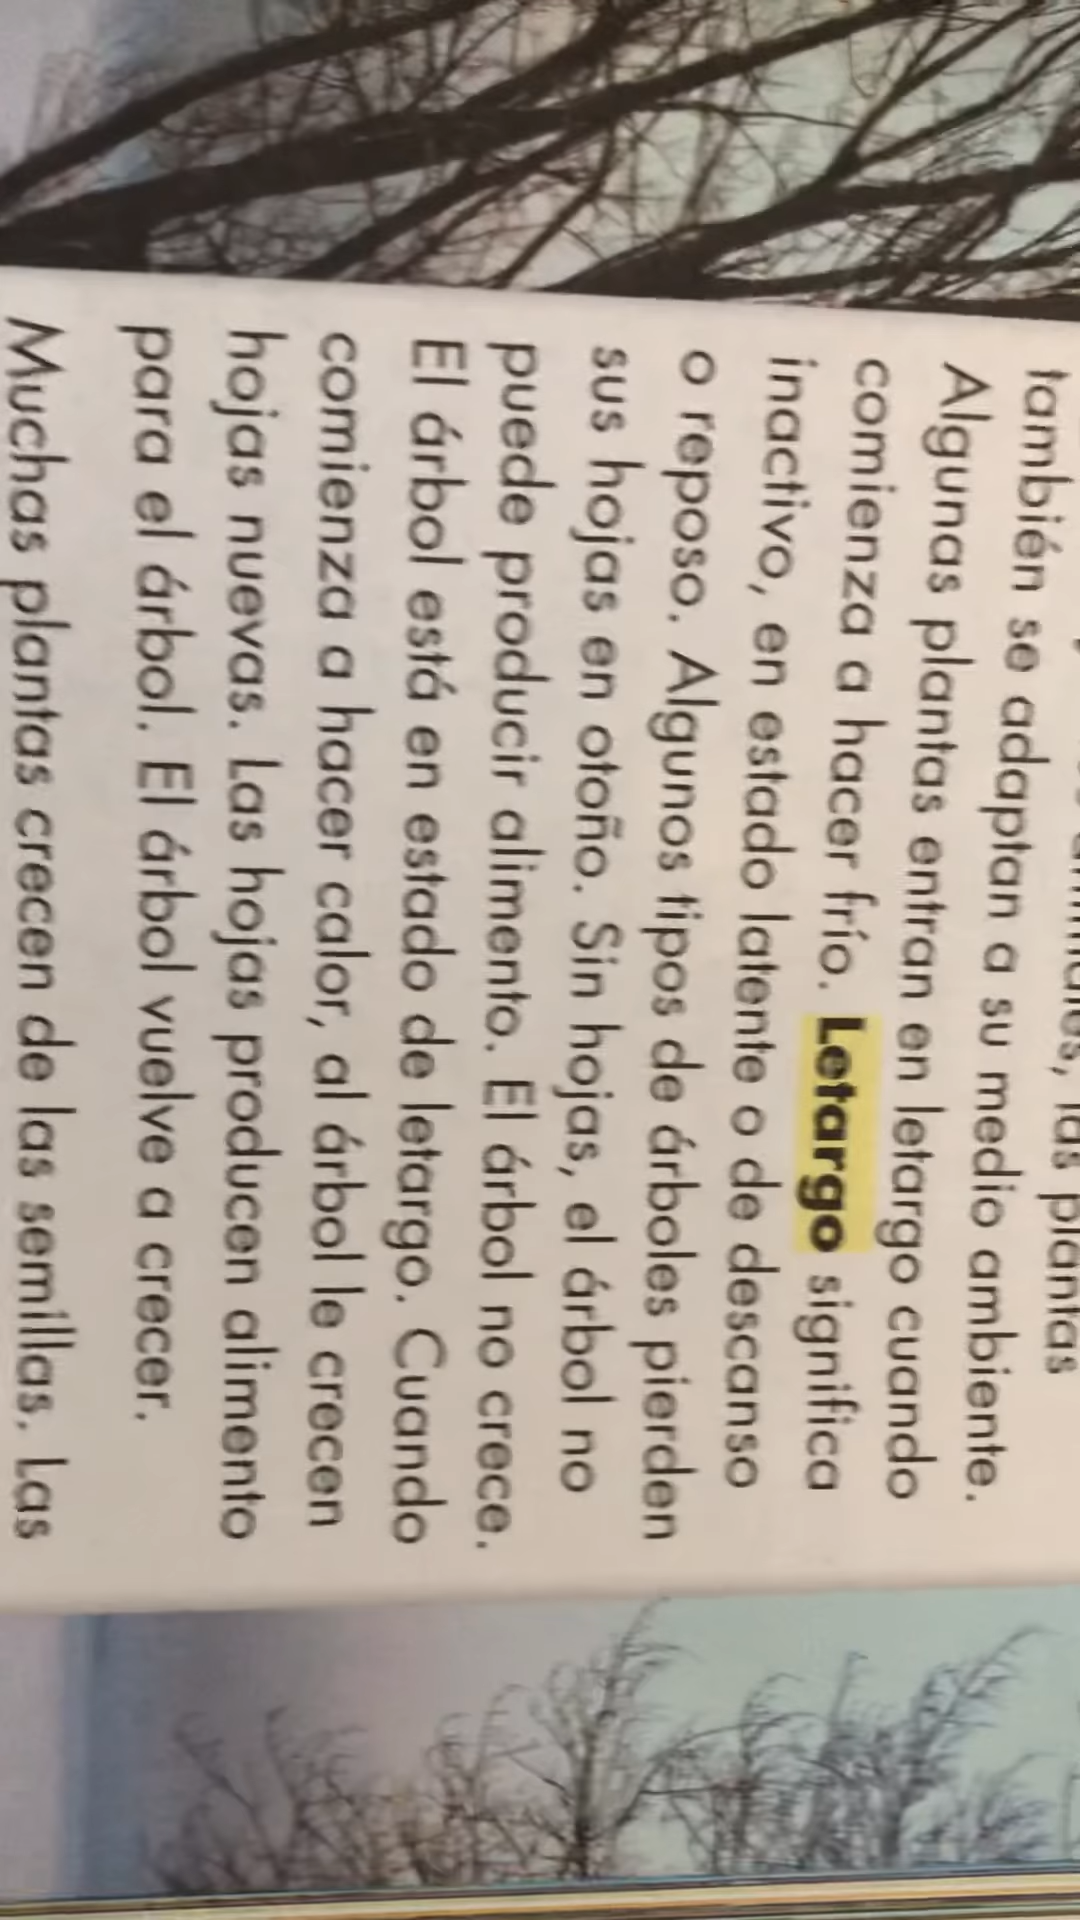 las plantas
también se adaptan a su medio ambiente.
Algunas plantas entran en letargo cuando
comienza a hacer frío. Letargo significa
inactivo, en estado latente o de descanso
o reposo. Algunos tipos de árboles pierden
sus hojas en otoño. Sin hojas, el árbol no
puede producir alimento. El árbol no crece.
El árbol está en estado de letargo. Cuando
comienza a hacer calor, al árbol le crecen
hojas nuevas. Las hojas producen alimento
para el árbol. El árbol vuelve a crecer.
Muchas plantas crecen de las semillas. Las